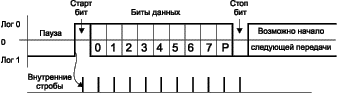 Старт бит
Биты данных
Стоп бит
Лог 0
0
Лог 1
Пауза
0 1 2 3 4 5 6 7 P
Возможно начало
следующей передачи
Внутренние
стробы